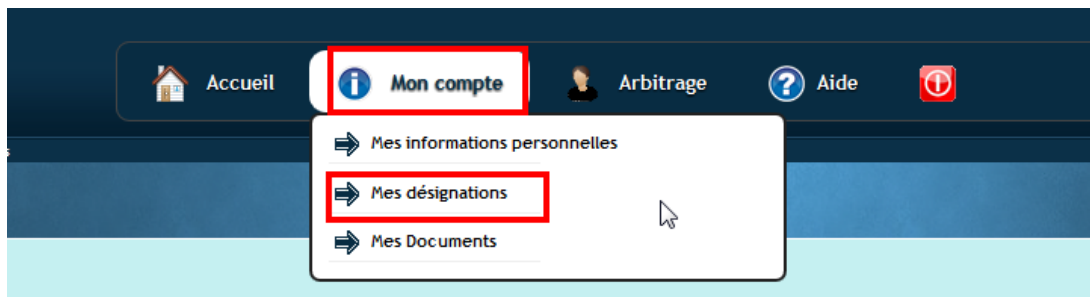 Accueil Mon compte Arbitrage Aide
Mes informations personnelles
s
Mes désignations
Mes Documents